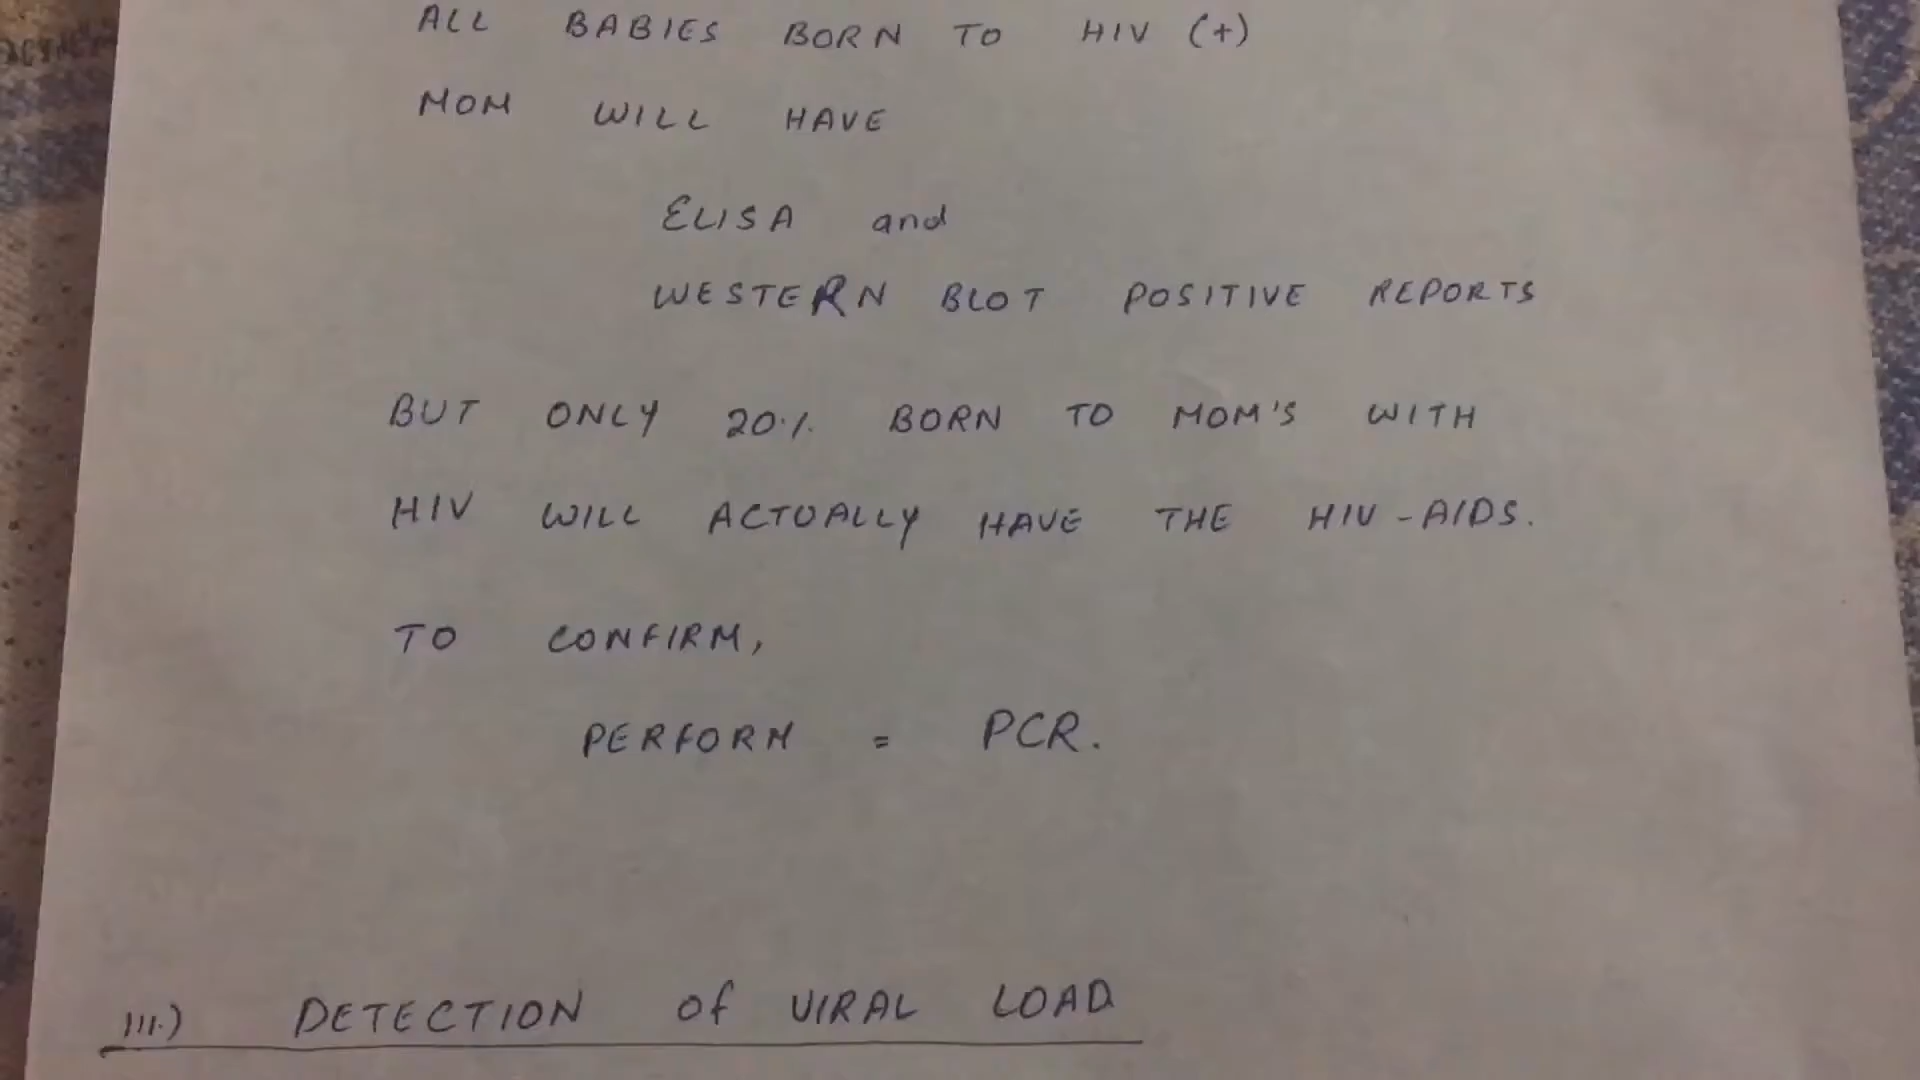 ALL BABIES BORN TO HIV (+)
MOM WILL HAVE
ELISA and
WESTERN BLOT POSITIVE REPORTS
BUT ONLY 20% BORN TO MOM'S WITH
HIV WILL ACTUALLY HAVE THE HIV-AIDS.
TO CONFIRM,
PERFORM = PCR.
III.) DETECTION of VIRAL LOAD